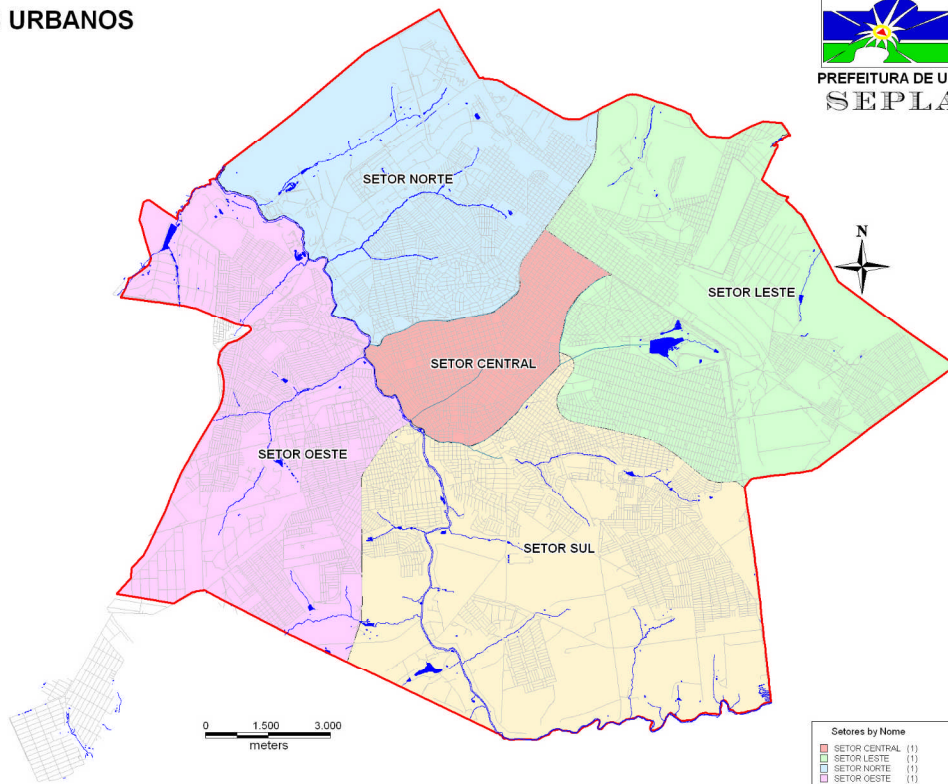 URBANOS
PREFEITURA DE U
SEPLA
SETOR NORTE
N
SETOR LESTE
SETOR CENTRAL
SETOR OESTE
SETOR SUL
0 1.500 3.000
meters
Setores by Nome
SETOR CENTRAL (1)
SETOR LESTE (1)
SETOR NORTE (1)
SETOR OESTE (1)